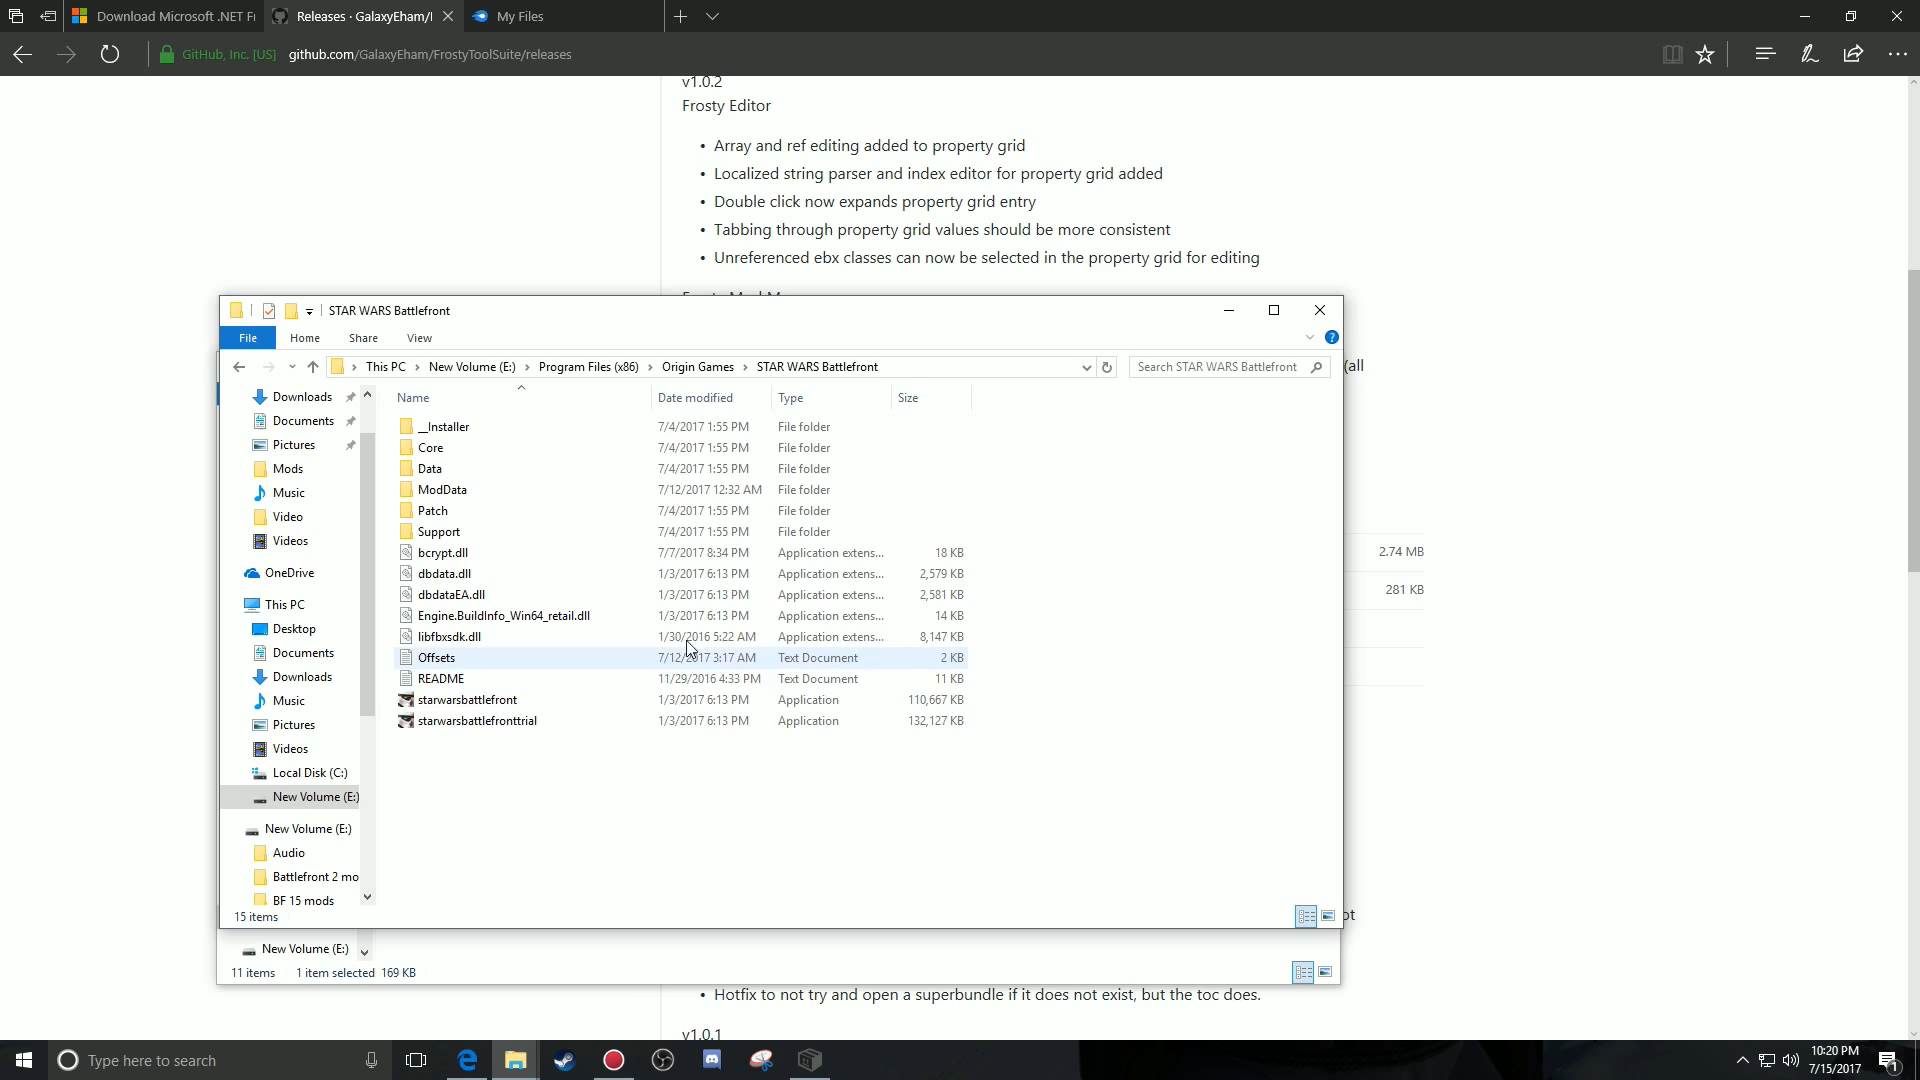 Download Microsoft .NET Fr
Releases · GalaxyEham/I
My Files
GitHub, Inc. [US]
github.com/GalaxyEham/FrostyToolSuite/releases
v1.0.2
Frosty Editor
• Array and ref editing added to property grid
• Localized string parser and index editor for property grid added
• Double click now expands property grid entry
• Tabbing through property grid values should be more consistent
• Unreferenced ebx classes can now be selected in the property grid for editing
STAR WARS Battlefront
File Home Share View
This PC › New Volume (E:) › Program Files (x86) › Origin Games › STAR WARS Battlefront
Search STAR WARS Battlefront
(all
Downloads
Documents
Pictures
Mods
Music
Video
Videos
OneDrive
This PC
Desktop
Documents
Downloads
Music
Pictures
Videos
Local Disk (C:)
New Volume (E:)
New Volume (E:)
Audio
Battlefront 2 mo
BF 15 mods
Name Date modified Type Size
__Installer 7/4/2017 1:55 PM File folder
Core 7/4/2017 1:55 PM File folder
Data 7/4/2017 1:55 PM File folder
ModData 7/12/2017 12:32 AM File folder
Patch 7/4/2017 1:55 PM File folder
Support 7/4/2017 1:55 PM File folder
bcrypt.dll 7/7/2017 8:34 PM Application extens... 18 KB
dbdata.dll 1/3/2017 6:13 PM Application extens... 2,579 KB
dbdataEA.dll 1/3/2017 6:13 PM Application extens... 2,581 KB
Engine.BuildInfo_Win64_retail.dll 1/3/2017 6:13 PM Application extens... 14 KB
libfbxsdk.dll 1/30/2016 5:22 AM Application extens... 8,147 KB
Offsets 7/12/2017 3:17 AM Text Document 2 KB
README 11/29/2016 4:33 PM Text Document 11 KB
starwarsbattlefront 1/3/2017 6:13 PM Application 110,667 KB
starwarsbattlefronttrial 1/3/2017 6:13 PM Application 132,127 KB
2.74 MB
281 KB
15 items
ot
New Volume (E:)
11 items 1 item selected 169 KB
• Hotfix to not try and open a superbundle if it does not exist, but the toc does.
v1.0.1
Type here to search
10:20 PM
7/15/2017
1